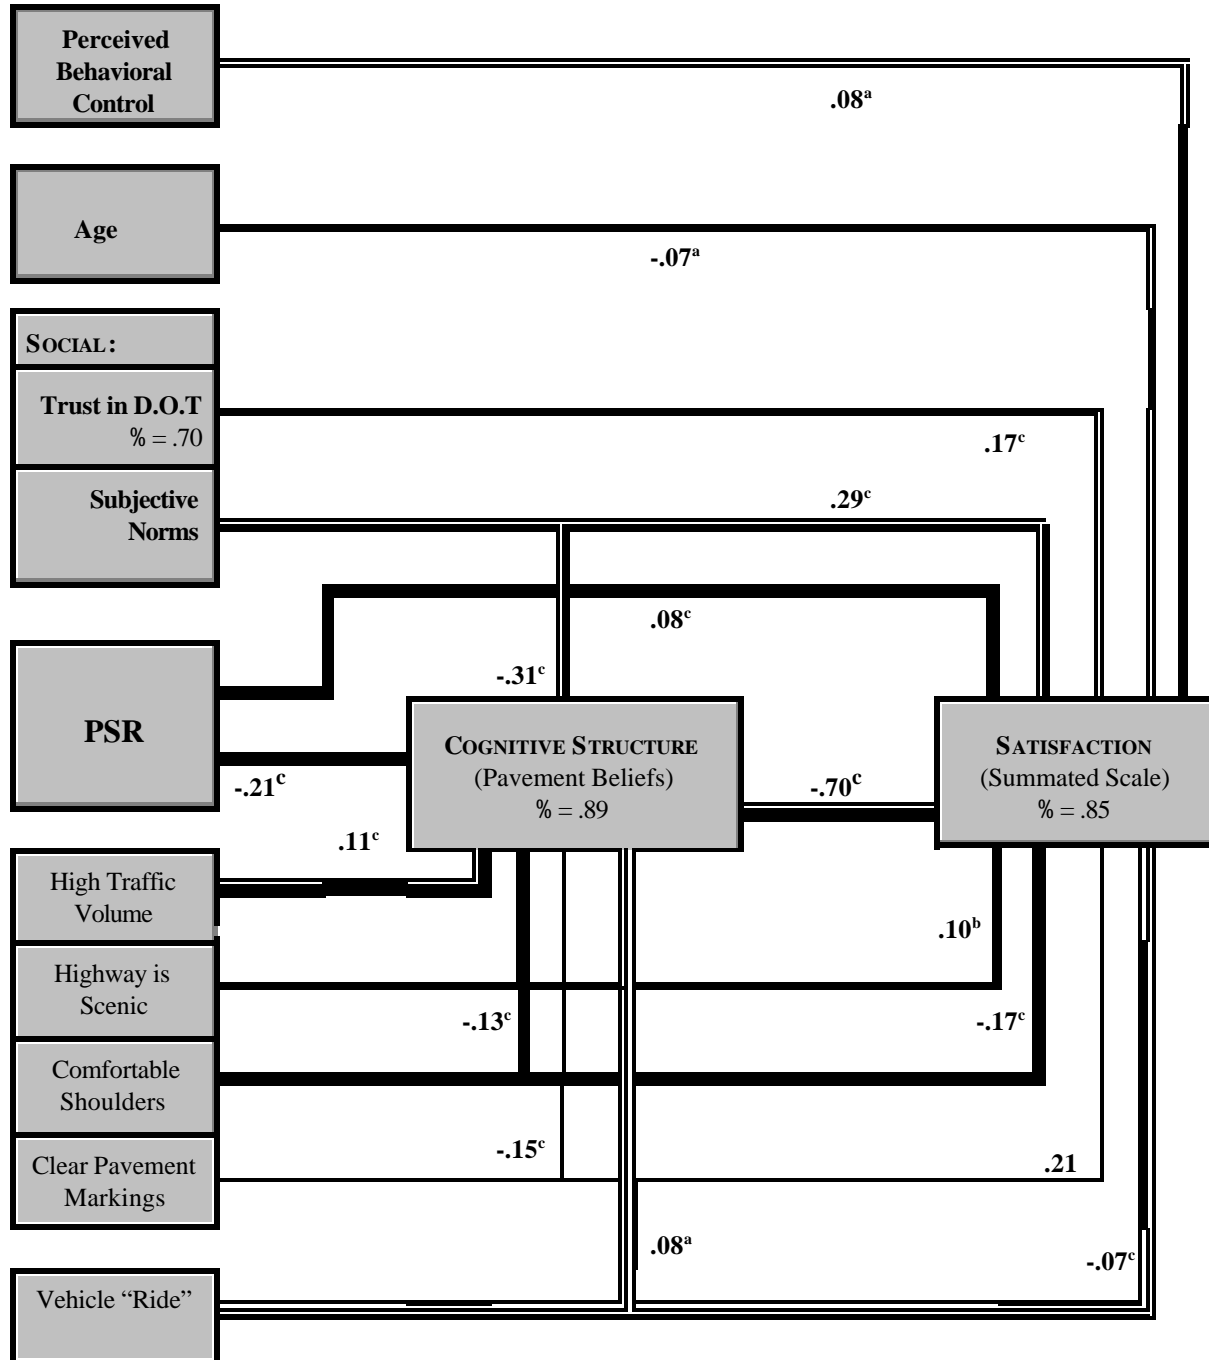 Perceived
Behavioral
Control
.08a
Age
-.07a
SOCIAL:
Trust in D.O.T
% = .70
.17c
Subjective
Norms
.29c
.08c
-.31c
PSR
-.21c
COGNITIVE STRUCTURE
(Pavement Beliefs)
% = .89
-.70c
SATISFACTION
(Summated Scale)
% = .85
.11c
High Traffic
Volume
.10b
Highway is
Scenic
-.13c
-.17c
Comfortable
Shoulders
-.15c
.21
Clear Pavement
Markings
.08a
-.07c
Vehicle “Ride”